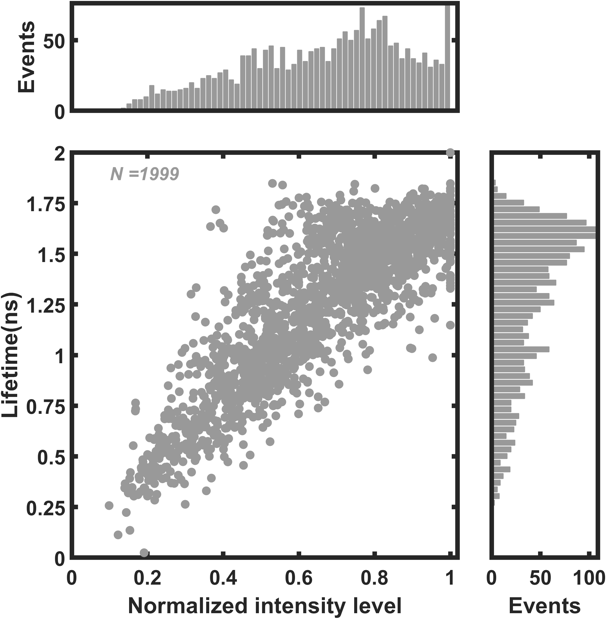 Events
50
0
N =1999
Lifetime(ns)
2
1.75
1.5
1.25
1
0.75
0.5
0.25
0
0 0.2 0.4 0.6 0.8 1
Normalized intensity level
0 50 100
Events